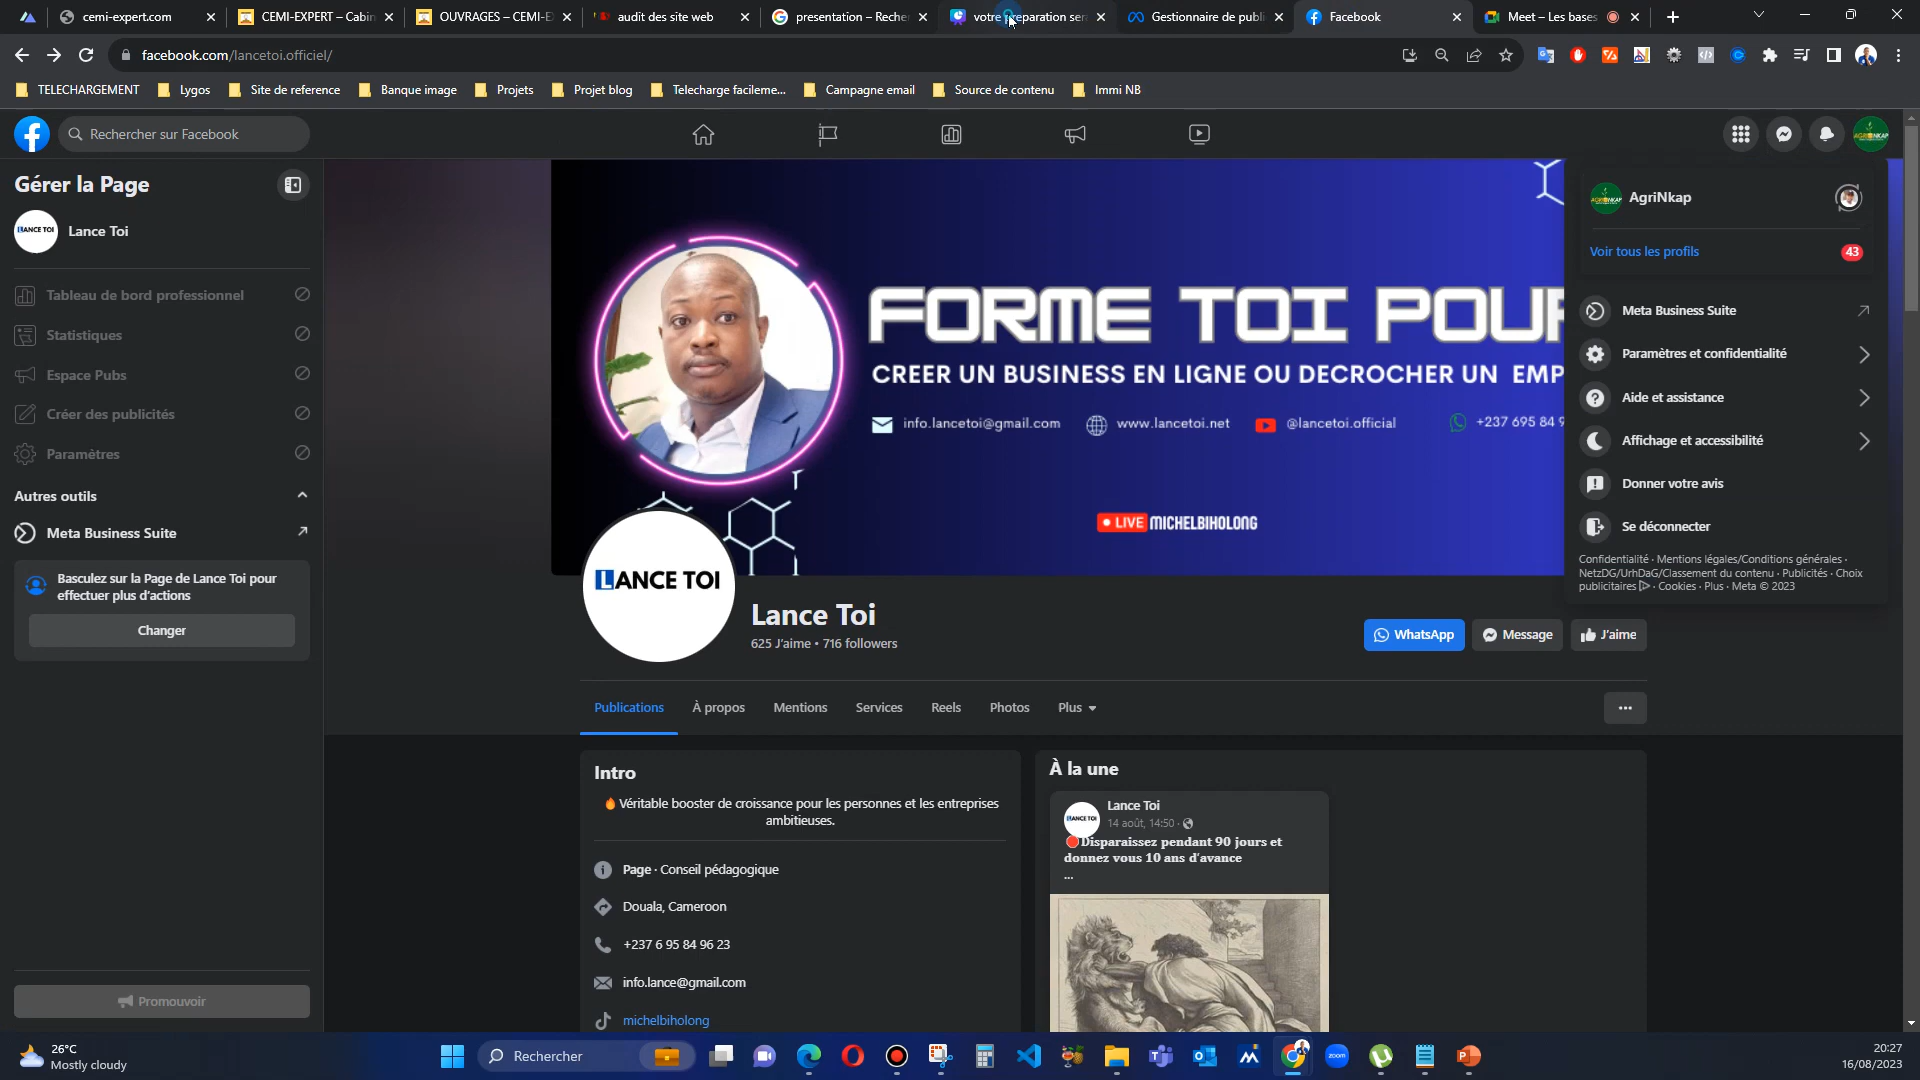 cemi-expert.com
CEMI-EXPERT – Cabin
OUVRAGES – CEMI-E
audit des site web
presentation – Recher
votre preparation sera
Gestionnaire de publi
Facebook
Meet – Les bases
facebook.com/lancetoi.officiel/
TELECHARGEMENT
Lygos
Site de reference
Banque image
Projets
Projet blog
Telecharge facileme...
Campagne email
Source de contenu
Immi NB
Rechercher sur Facebook
Gérer la Page
LANCE TOI
Lance Toi
Tableau de bord professionnel
Statistiques
Espace Pubs
Créer des publicités
Paramètres
Autres outils
Meta Business Suite
Basculez sur la Page de Lance Toi pour
effectuer plus d'actions
Changer
Promouvoir
FORME TOI POUR
CREER UN BUSINESS EN LIGNE OU DECROCHER UN EMP
info.lancetoi@gmail.com
www.lancetoi.net
@lancetoi.official
+237 695 84 9
LIVE MICHELBIHOLONG
LANCE TOI
Lance Toi
625 J'aime • 716 followers
WhatsApp
Message
J'aime
Publications
À propos
Mentions
Services
Reels
Photos
Plus
Intro
Véritable booster de croissance pour les personnes et les entreprises
ambitieuses.
Page · Conseil pédagogique
Douala, Cameroon
+237 6 95 84 96 23
info.lance@gmail.com
michelbiholong
À la une
LANCE TOI
Lance Toi
14 août, 14:50 ·
Disparaissez pendant 90 jours et
donnez vous 10 ans d'avance
...
AGRINKAP
AGRINKAP
AgriNkap
Voir tous les profils
43
Meta Business Suite
Paramètres et confidentialité
Aide et assistance
Affichage et accessibilité
Donner votre avis
Se déconnecter
Confidentialité · Mentions légales/Conditions générales ·
NetzDG/UrhDaG/Classement du contenu · Publicités · Choix
publicitaires · Cookies · Plus · Meta © 2023
26°C
Mostly cloudy
Rechercher
zoom
20:27
16/08/2023